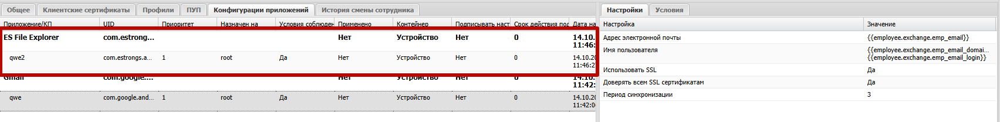 Общее Клиентские сертификаты Профили ПУП Конфигурации приложений История смены сотрудника
Приложение/КП UID Приоритет Назначен на Условия соблюден Применено Контейнер Подписывать наст Срок действия под Дата на
ES File Explorer com.estrong... Нет Устройство Нет 0 14.10.
11:46:
qwe2 com.estrongs.a... 1 root Да Нет Устройство Нет 0 14.10.20
11:46:27
Gmail com.google.... Нет Устройство Нет 0 14.10.
11:42:
qwe com.google.and... 1 root Да Нет Устройство Нет 0 14.10.20
11:42:06
Настройки Условия
Настройка Значение
Адрес электронной почты {{employee.exchange.emp_email}}
Имя пользователя {{employee.exchange.emp_email_domai...
{{employee.exchange.emp_email_login}}
Использовать SSL Да
Доверять всем SSL сертификатам Да
Период синхронизации 3